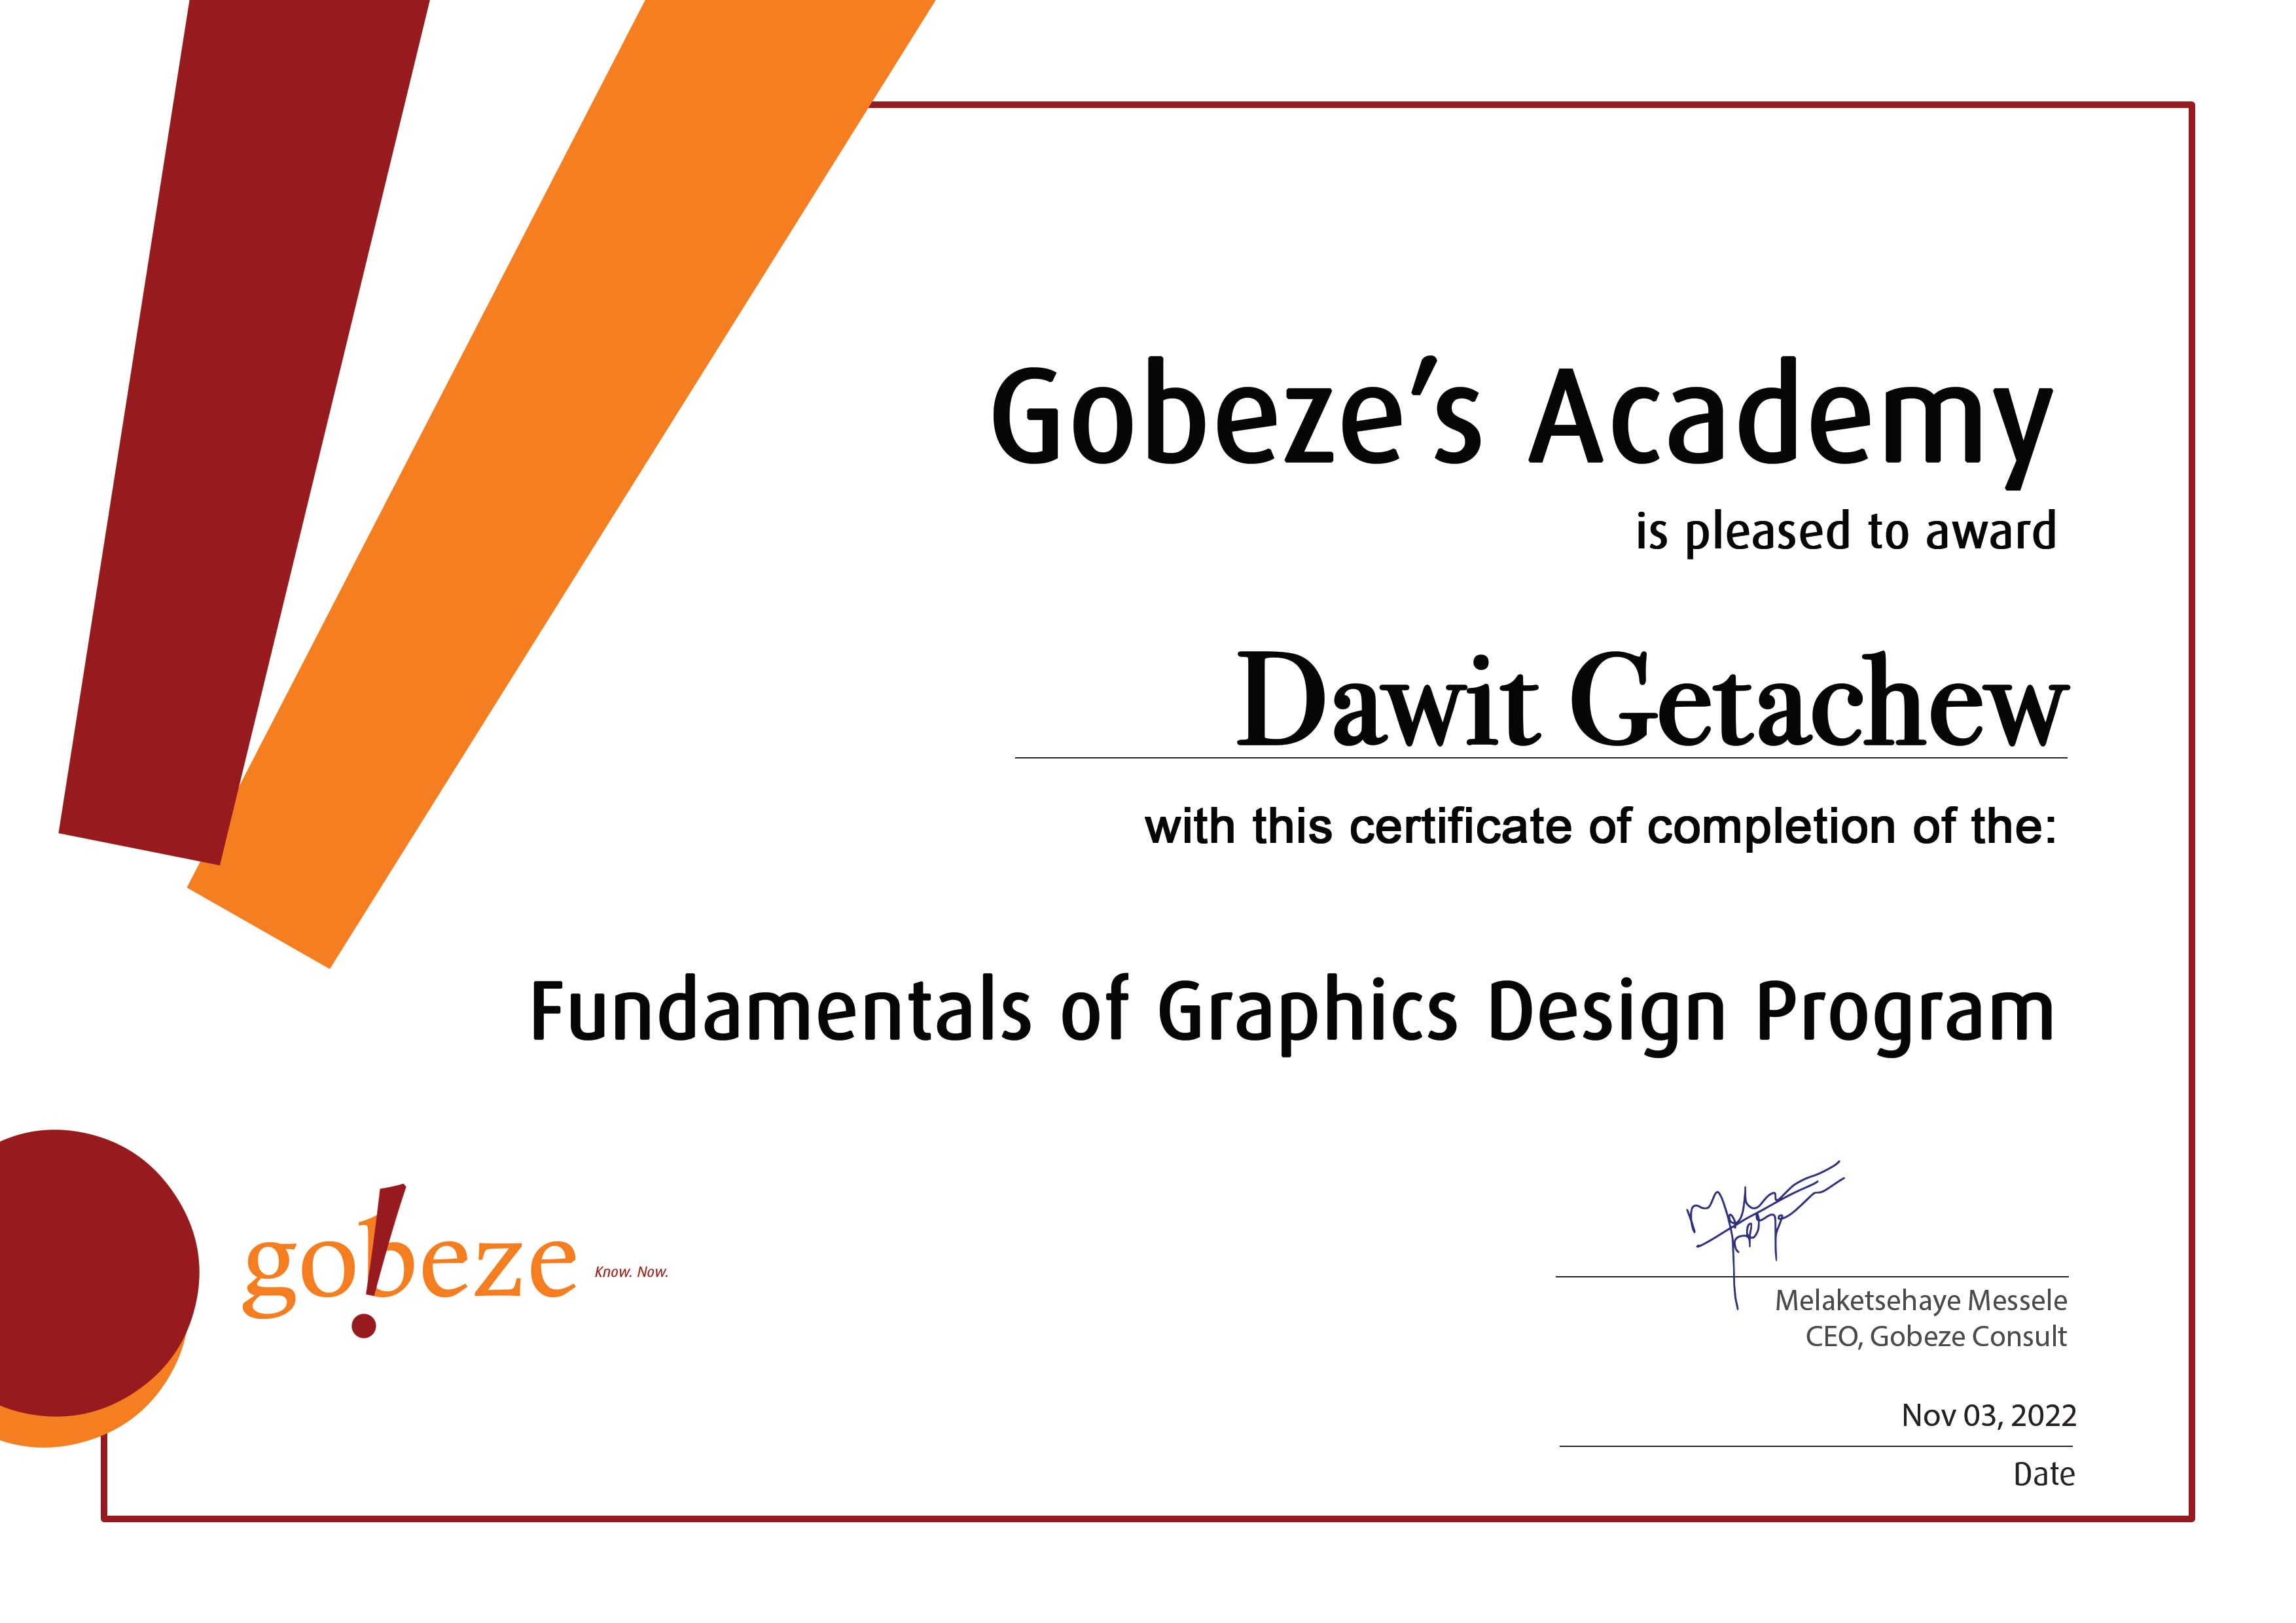 Gobeze's Academy
is pleased to award
Dawit Getachew
with this certificate of completion of the:
Fundamentals of Graphics Design Program
gobeze
Know. Now.
Melaketsehaye Messele
CEO, Gobeze Consult
Nov 03, 2022
Date